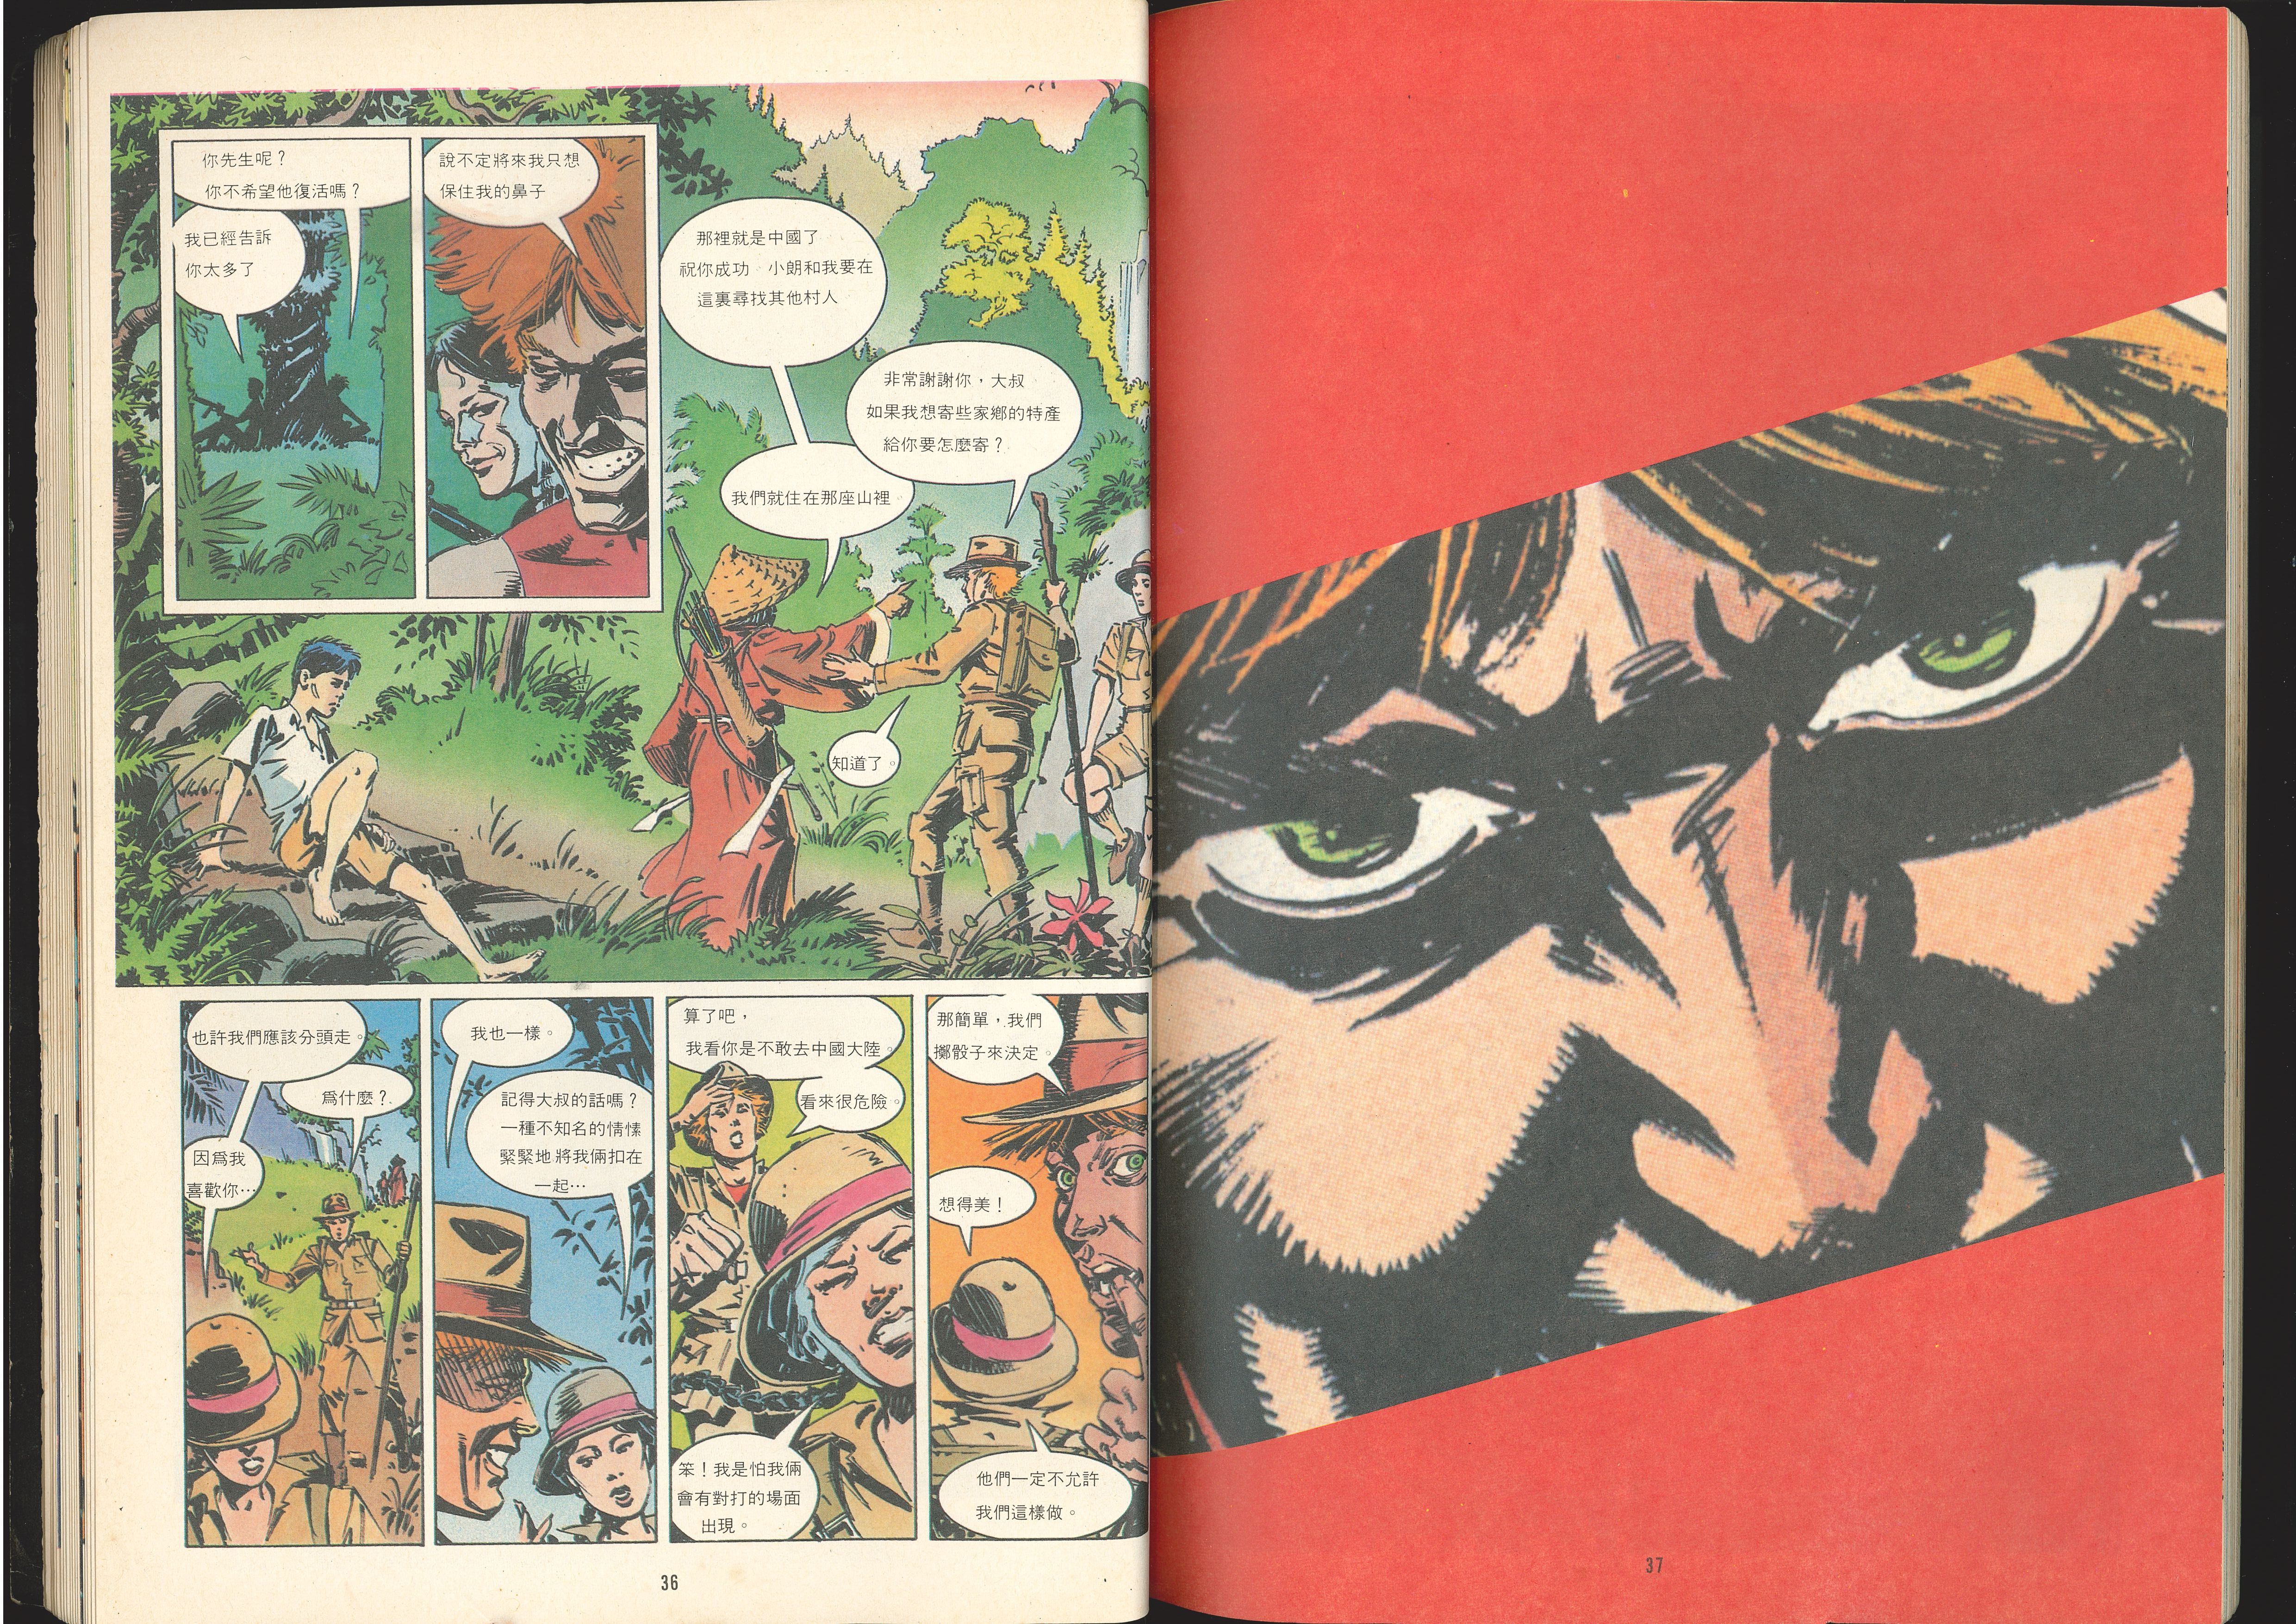 你先生呢？
你不希望他復活嗎？
我已經告訴
你太多了
說不定將來我只想
保住我的鼻子
那裡就是中國了
祝你成功 小朗和我要在
這裏尋找其他村人
我們就住在那座山裡
非常謝謝你，大叔
如果我想寄些家鄉的特產
給你要怎麼寄？
知道了。
也許我們應該分頭走。
爲什麼？
因爲我
喜歡你…
我也一樣。
記得大叔的話嗎？
一種不知名的情愫
緊緊地將我倆扣在
一起…
算了吧，
我看你是不敢去中國大陸。
看來很危險。
笨！我是怕我倆
會有對打的場面
出現。
那簡單，我們
擲骰子來決定。
想得美！
他們一定不允許
我們這樣做。
36
37